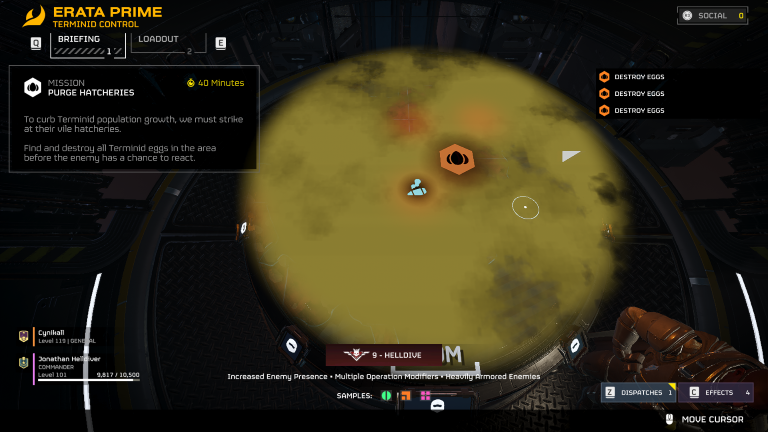 ERATA PRIME
TERMINID CONTROL
Q
BRIEFING
1
LOADOUT
2
E
SOCIAL 0
MISSION
PURGE HATCHERIES
40 Minutes
To curb Terminid population growth, we must strike
at their vile hatcheries.
Find and destroy all Terminid eggs in the area
before the enemy has a chance to react.
DESTROY EGGS
DESTROY EGGS
DESTROY EGGS
Cynikall
Level 119 | GENERAL
Jonathan Helldiver
COMMANDER
Level 101
9,817 / 10,500
9 - HELLDIVE
Increased Enemy Presence • Multiple Operation Modifiers • Heavily Armored Enemies
SAMPLES:
Z DISPATCHES 1
C EFFECTS 4
MOVE CURSOR